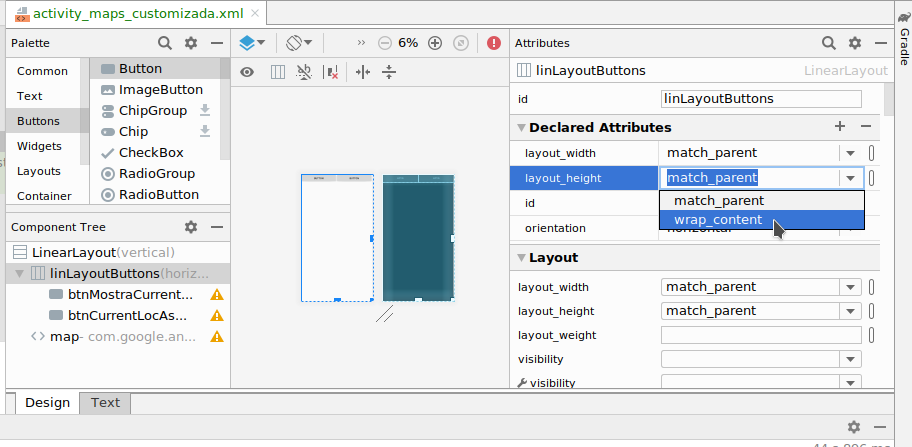 activity_maps_customizada.xml
Palette
Common
Text
Buttons
Widgets
Layouts
Container
Button
ImageButton
ChipGroup
Chip
CheckBox
RadioGroup
RadioButton
Component Tree
LinearLayout(vertical)
linLayoutButtons(horiz...
btnMostraCurrent...
btnCurrentLocAs...
map- com.google.an...
6%
Attributes
linLayoutButtons LinearLayout
id linLayoutButtons
Declared Attributes
layout_width match_parent
layout_height match_parent
match_parent
id
wrap_content
orientation
Layout
layout_width match_parent
layout_height match_parent
layout_weight
visibility
visibility
Design Text
Gradle